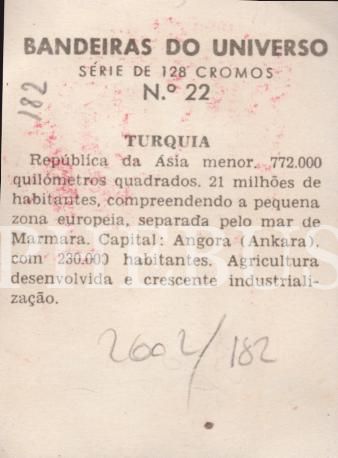 BANDEIRAS DO UNIVERSO
SÉRIE DE 128 CROMOS
N.º 22
182
TURQUIA
República da Ásia menor. 772.000
quilómetros quadrados. 21 milhões de
habitantes, compreendendo a pequena
zona europeia, separada pelo mar de
Marmara. Capital: Angora (Ankara),
com 230.000 habitantes. Agricultura
desenvolvida e crescente industriali-
zação.
2602/182